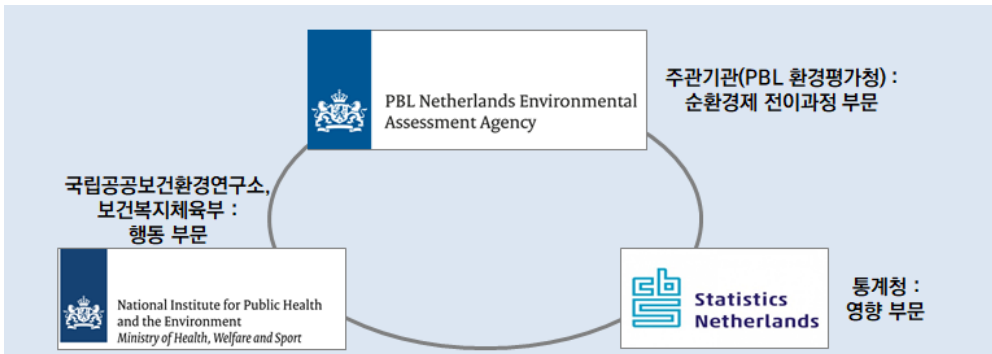 PBL Netherlands Environmental
Assessment Agency
주관기관(PBL 환경평가청) :
순환경제 전이과정 부문
국립공공보건환경연구소,
보건복지체육부 :
행동 부문
National Institute for Public Health
and the Environment
Ministry of Health, Welfare and Sport
cbs
Statistics
Netherlands
통계청 :
영향 부문